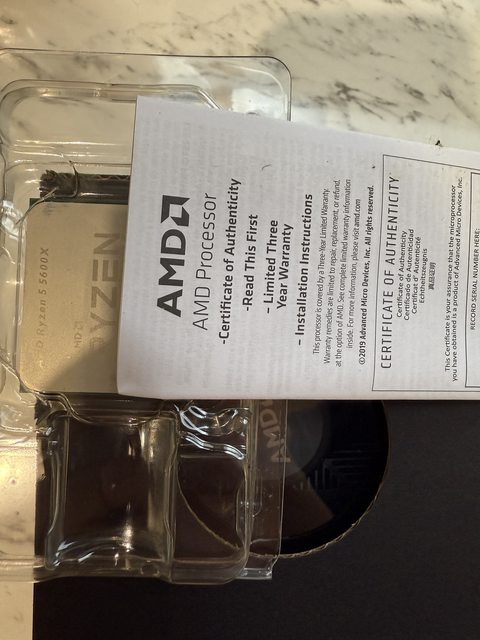 AMD
AMD Processor
-Certificate of Authenticity
-Read This First
- Limited Three
Year Warranty
- Installation Instructions
This processor is covered by a Three-Year Limited Warranty.
Warranty remedies are limited to repair, replacement, or refund,
at the option of AMD. See complete limited warranty information
inside. For more information, please visit amd.com
©2019 Advanced Micro Devices, Inc. All rights reserved.
CERTIFICATE OF AUTHENTICITY
Certificate of Authenticity
Certificado de Autenticidad
Certificat d' Authenticité
Echtheitszeugnis
This Certificate is your assurance that the microprocessor
you have obtained is a product of Advanced Micro Devices, Inc.
RECORD SERIAL NUMBER HERE:
Ryzen 5 5600X
AMD
AMD